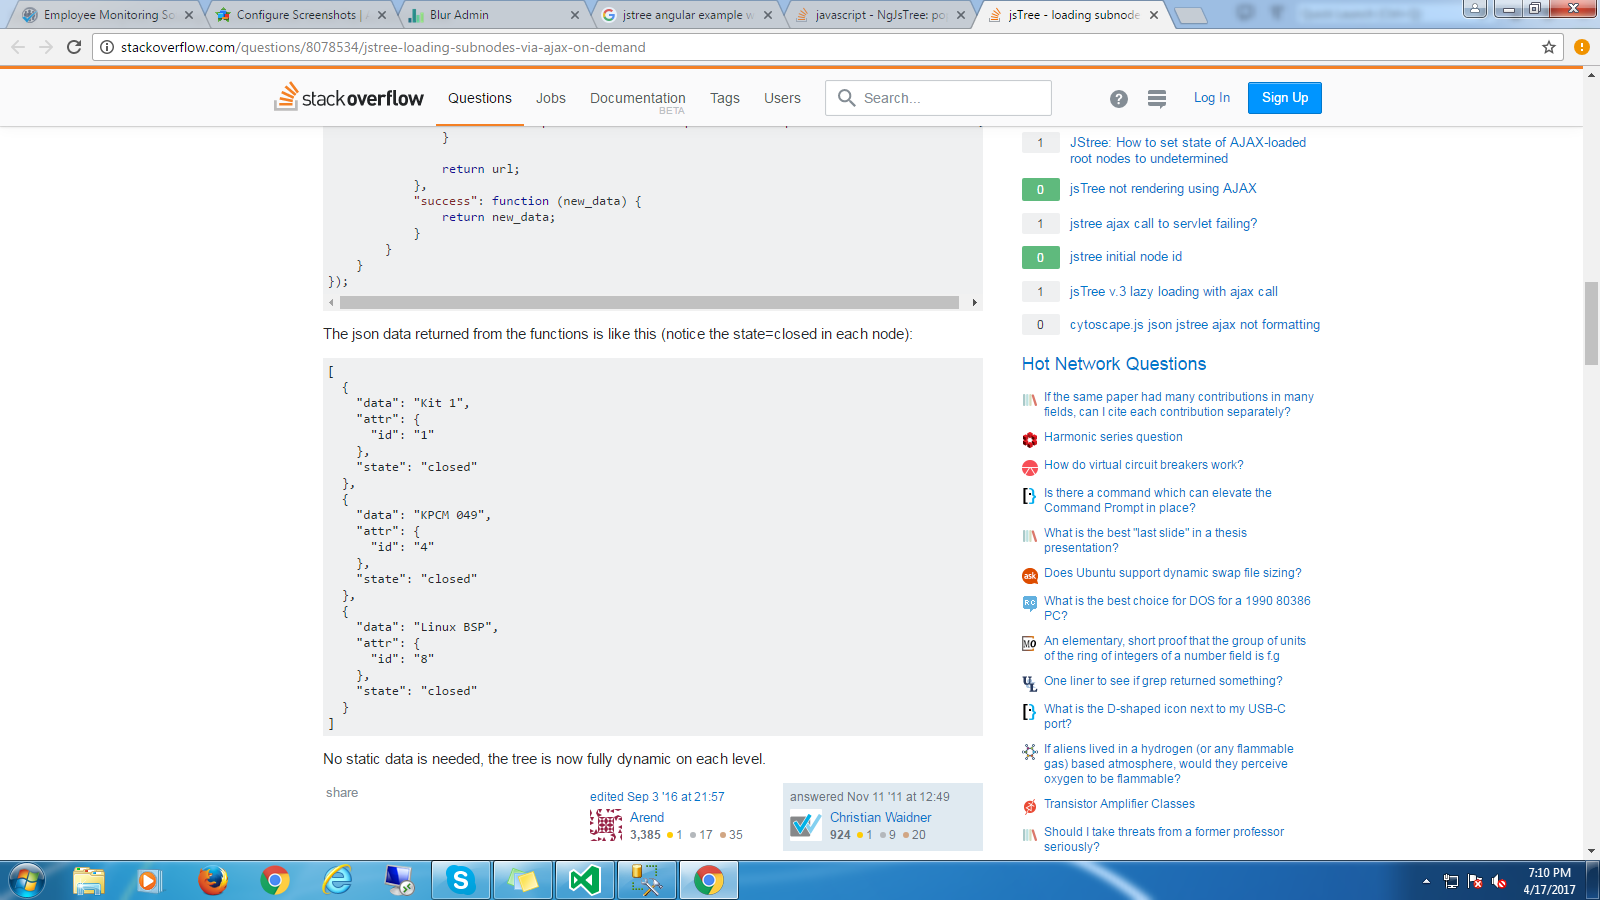 Employee Monitoring So
Configure Screenshots | A
Blur Admin
jstree angular example w
javascript - NgJsTree: po
jsTree - loading subnode
stackoverflow.com/questions/8078534/jstree-loading-subnodes-via-ajax-on-demand
stackoverflow
Questions
Jobs
Documentation
BETA
Tags
Users
Search...
Log In
Sign Up
}
return url;
},
"success": function (new_data) {
return new_data;
}
}
}
});
The json data returned from the functions is like this (notice the state=closed in each node):
[
{
"data": "Kit 1",
"attr": {
"id": "1"
},
"state": "closed"
},
{
"data": "KPCM 049",
"attr": {
"id": "4"
},
"state": "closed"
},
{
"data": "Linux BSP",
"attr": {
"id": "8"
},
"state": "closed"
}
]
No static data is needed, the tree is now fully dynamic on each level.
share
edited Sep 3 '16 at 21:57
Arend
3,385 1 17 35
answered Nov 11 '11 at 12:49
Christian Waidner
924 1 9 20
1 JStree: How to set state of AJAX-loaded
root nodes to undetermined
0 jsTree not rendering using AJAX
1 jstree ajax call to servlet failing?
0 jstree initial node id
1 jsTree v.3 lazy loading with ajax call
0 cytoscape.js json jstree ajax not formatting
Hot Network Questions
If the same paper had many contributions in many
fields, can I cite each contribution separately?
Harmonic series question
How do virtual circuit breakers work?
Is there a command which can elevate the
Command Prompt in place?
What is the best "last slide" in a thesis
presentation?
ask Does Ubuntu support dynamic swap file sizing?
RC What is the best choice for DOS for a 1990 80386
PC?
MO An elementary, short proof that the group of units
of the ring of integers of a number field is f.g
UL One liner to see if grep returned something?
What is the D-shaped icon next to my USB-C
port?
If aliens lived in a hydrogen (or any flammable
gas) based atmosphere, would they perceive
oxygen to be flammable?
Transistor Amplifier Classes
Should I take threats from a former professor
seriously?
7:10 PM
4/17/2017